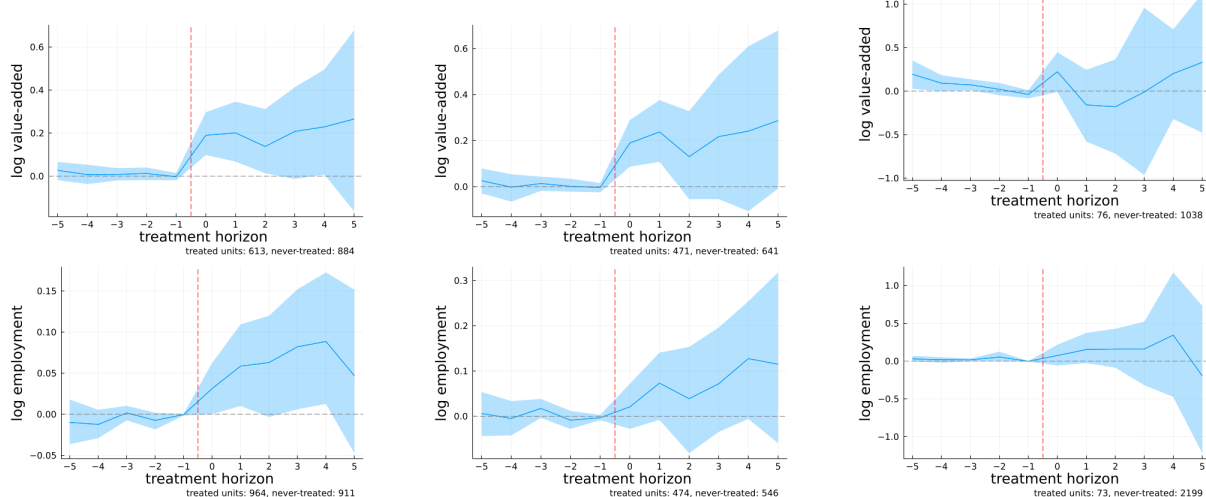 log value-added
0.6
0.4
0.2
0.0
−5 −4 −3 −2 −1 0 1 2 3 4 5
treatment horizon
treated units: 613, never-treated: 884
log value-added
0.6
0.4
0.2
0.0
−5 −4 −3 −2 −1 0 1 2 3 4 5
treatment horizon
treated units: 471, never-treated: 641
log value-added
1.0
0.5
0.0
−0.5
−1.0
−5 −4 −3 −2 −1 0 1 2 3 4 5
treatment horizon
treated units: 76, never-treated: 1038
log employment
0.15
0.10
0.05
0.00
−0.05
−5 −4 −3 −2 −1 0 1 2 3 4 5
treatment horizon
treated units: 964, never-treated: 911
log employment
0.3
0.2
0.1
0.0
−5 −4 −3 −2 −1 0 1 2 3 4 5
treatment horizon
treated units: 474, never-treated: 546
log employment
1.0
0.5
0.0
−0.5
−1.0
−5 −4 −3 −2 −1 0 1 2 3 4 5
treatment horizon
treated units: 73, never-treated: 2199